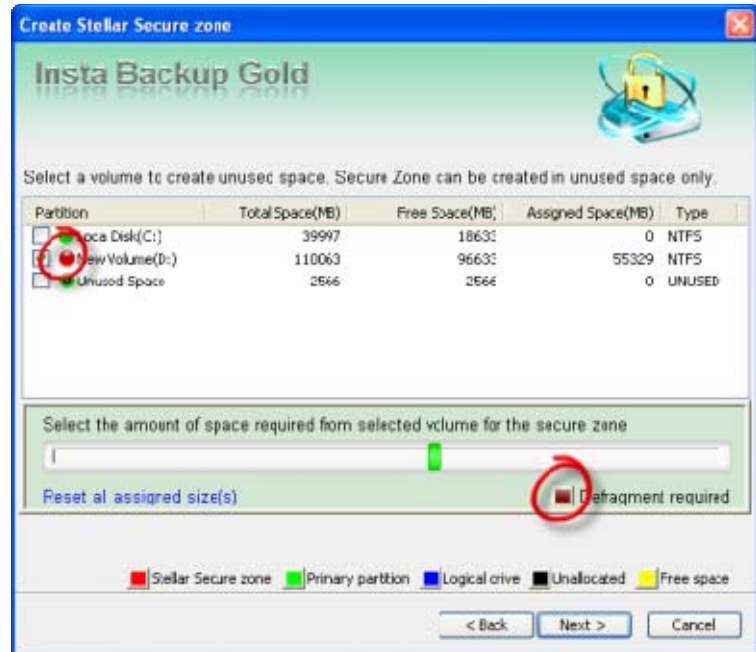 Create Stellar Secure zone
Insta Backup Gold
Select a volume to create unused space. Secure Zone can be created in unused space only.
Partition Total Space(MB) Free Space(MB) Assigned Space(MB) Type
Local Disk(C:) 39997 18633 0 NTFS
New Volume(D:) 110063 96633 55329 NTFS
Unused Space 2566 2566 0 UNUSED
Select the amount of space required from selected volume for the secure zone
Reset all assigned size(s) Defragment required
Stellar Secure zone Primary partition Logical drive Unallocated Free space
< Back Next > Cancel